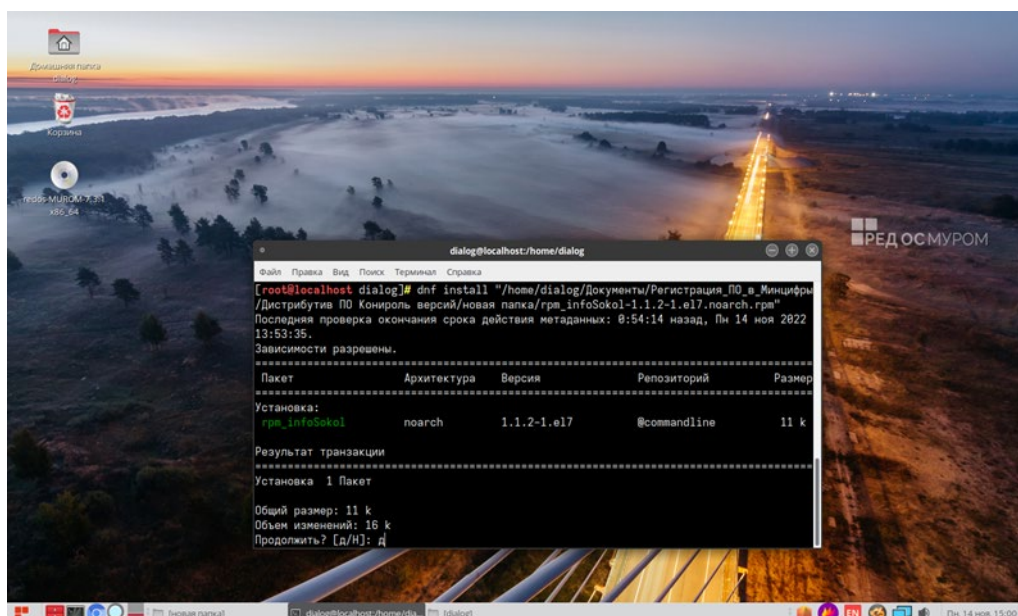 Домашняя папка
dialog
Корзина
repos-MUROM-7.3.1
x86_64
РЕД ОС МУРОМ
dialog@localhost:/home/dialog
Файл Правка Вид Поиск Терминал Справка
[root@localhost dialog]# dnf install "/home/dialog/Документы/Регистрация_ПО_в_Минцифры
/Дистрибутив ПО Конироль версий/новая папка/rpm_infoSokol-1.1.2-1.el7.noarch.rpm"
Последняя проверка окончания срока действия метаданных: 0:54:14 назад, Пн 14 ноя 2022
13:53:35.
Зависимости разрешены.
Пакет Архитектура Версия Репозиторий Размер
Установка:
rpm_infoSokol noarch 1.1.2-1.el7 @commandline 11 k
Результат транзакции
Установка 1 Пакет
Общий размер: 11 k
Объем изменений: 16 k
Продолжить? [д/Н]: д
[новая папка] dialog@localhost:/home/dia... [dialog] EN Пн, 14 ноя, 15:00